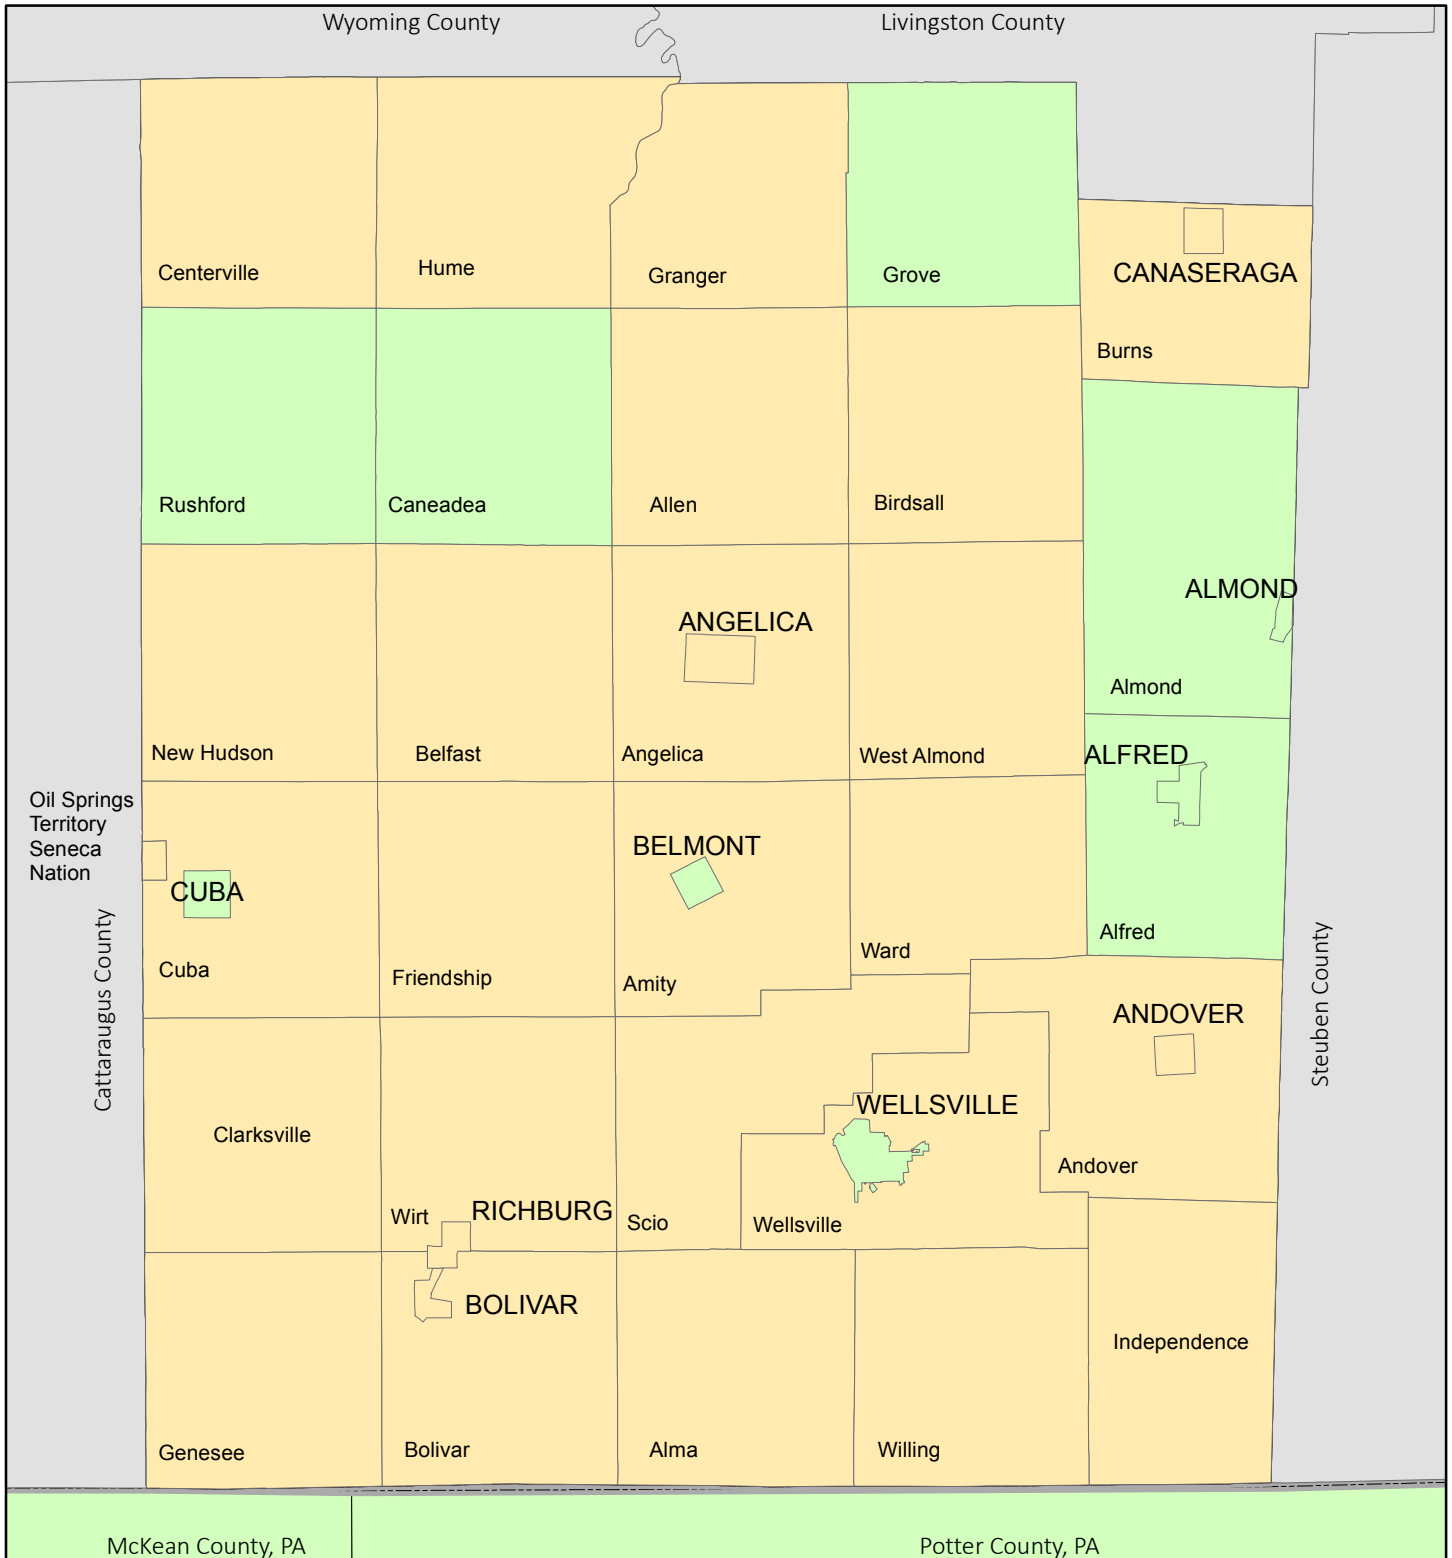 Wyoming County
Livingston County
Centerville
Hume
Granger
Grove
CANASERAGA
Burns
Rushford
Caneadea
Allen
Birdsall
ALMOND
Almond
ANGELICA
New Hudson
Belfast
Angelica
West Almond
ALFRED
Alfred
Oil Springs
Territory
Seneca
Nation
CUBA
Cuba
Friendship
BELMONT
Amity
Ward
Cattaraugus County
Steuben County
ANDOVER
Andover
WELLSVILLE
Wellsville
Clarksville
Wirt
RICHBURG
Scio
BOLIVAR
Independence
Genesee
Bolivar
Alma
Willing
McKean County, PA
Potter County, PA